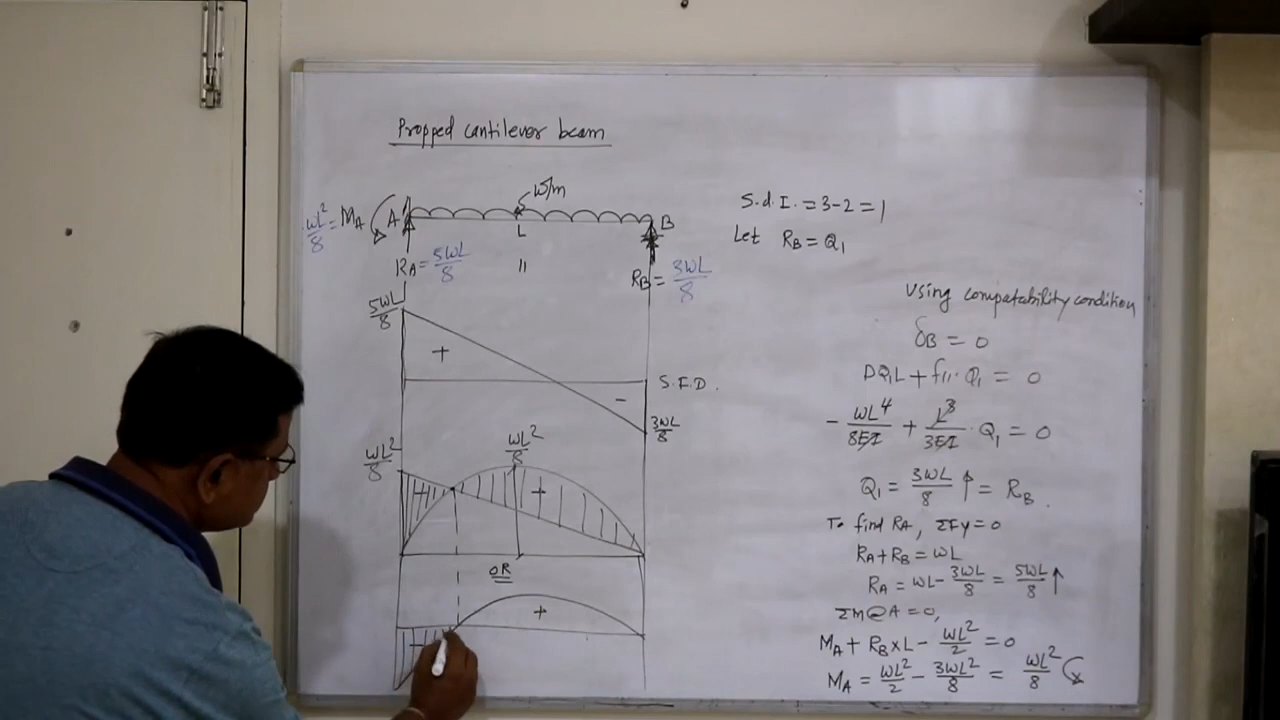 Propped cantilever beam
W/m
wL²/8 = MA A B
L
RA = 5WL/8 RB = 3WL/8
5WL/8
+
S.F.D.
-
3WL/8
WL²/8 WL²/8
+
OR
+
S.d.I. = 3-2 = 1
Let RB = Q1
Using compatability condition
δB = 0
DQ1L + f11·Q1 = 0
- WL⁴/8EI + L³/3EI · Q1 = 0
Q1 = 3WL/8 ↑ = RB.
To find RA, ΣFy = 0
RA + RB = WL
RA = WL - 3WL/8 = 5WL/8 ↑
ΣM@A = 0,
MA + RB×L - WL²/2 = 0
MA = WL²/2 - 3WL²/8 = WL²/8